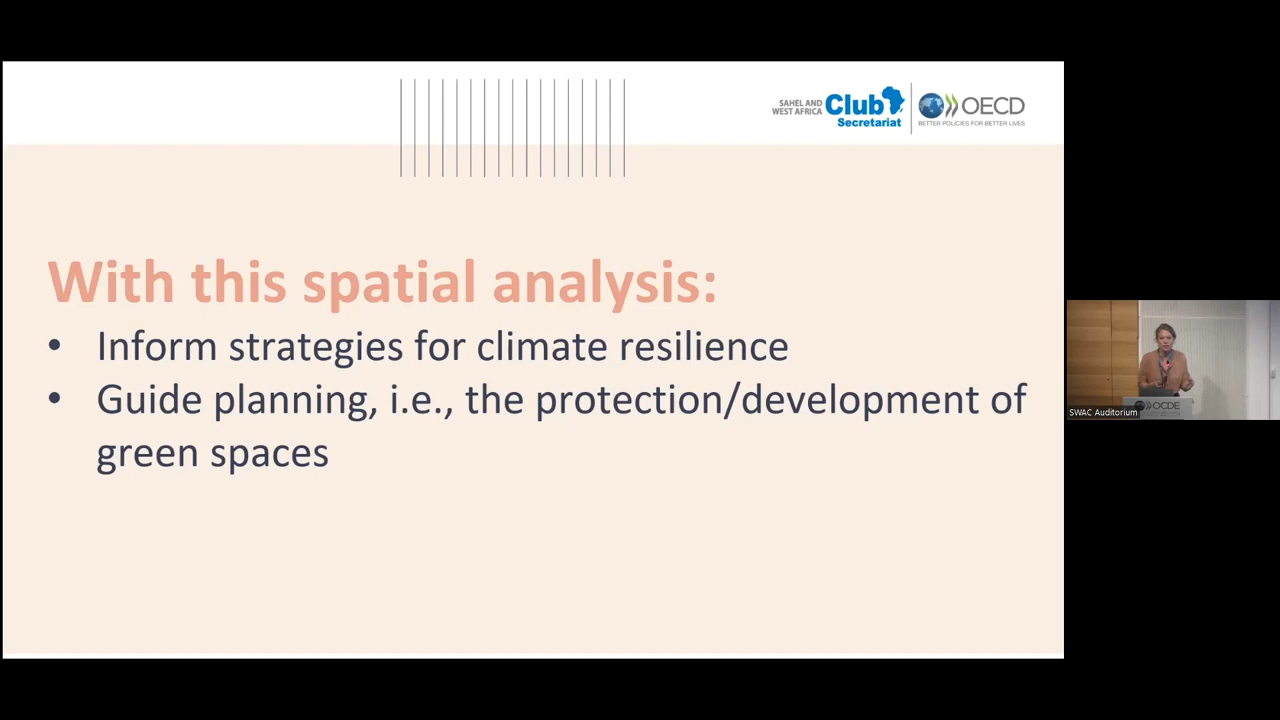 SAHEL AND
WEST AFRICA
Club
Secretariat
OECD
BETTER POLICIES FOR BETTER LIVES
With this spatial analysis:
• Inform strategies for climate resilience
• Guide planning, i.e., the protection/development of
green spaces
OCDE
SWAC Auditorium